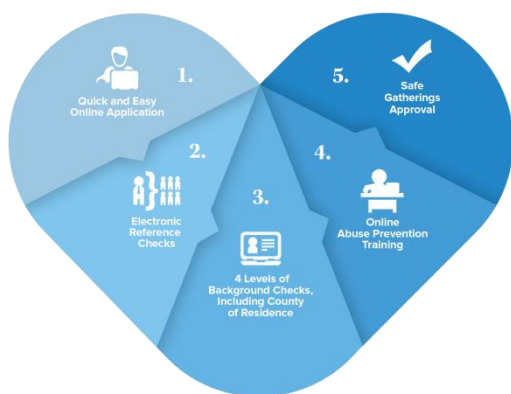 1.
Quick and Easy
Online Application
2.
Electronic
Reference
Checks
3.
4 Levels of
Background Checks,
Including County
of Residence
4.
Online
Abuse Prevention
Training
5.
Safe
Gatherings
Approval